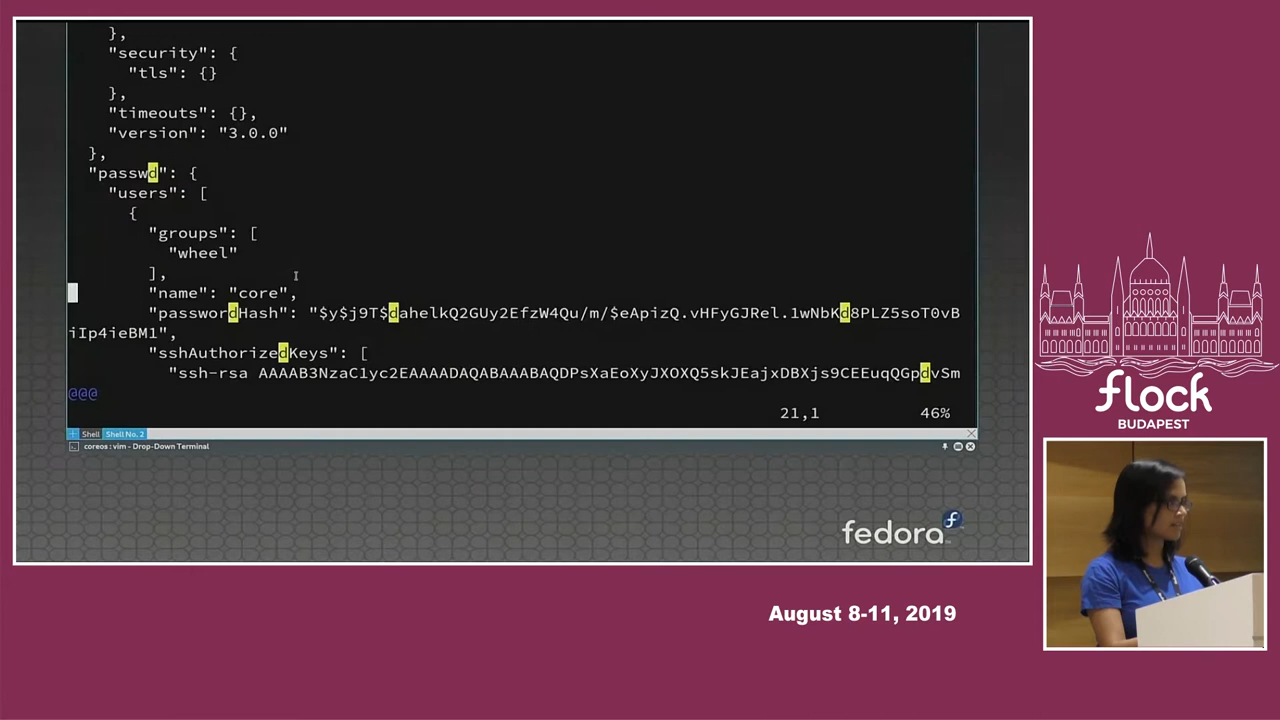 },
"security": {
"tls": {}
},
"timeouts": {},
"version": "3.0.0"
},
"passwd": {
"users": [
{
"groups": [
"wheel"
],
"name": "core",
"passwordHash": "$y$j9T$dahelkQ2GUy2EfzW4Qu/m/$eApizQ.vHFyGJRel.1wNbKd8PLZ5soT0vB
iIp4ieBM1",
"sshAuthorizedKeys": [
"ssh-rsa AAAAB3NzaC1yc2EAAAADAQABAAABAQDPsXaEoXyJXOXQ5skJEajxDBXjs9CEEuqQGpdvSm
@@@
21,1 46%
Shell Shell No. 2
coreos : vim - Drop-Down Terminal
fedora
flock
BUDAPEST
August 8-11, 2019